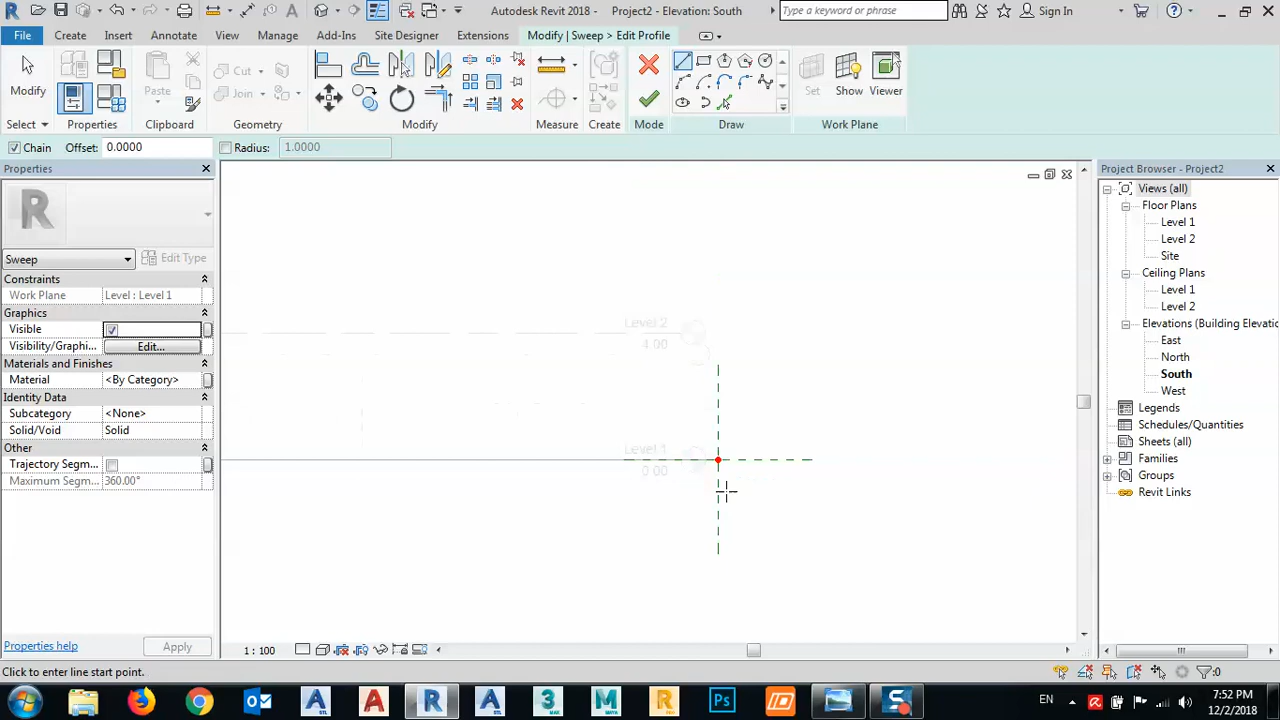 Autodesk Revit 2018 - Project2 - Elevation: South
Type a keyword or phrase
Sign In
File
Create
Insert
Annotate
View
Manage
Add-Ins
Site Designer
Extensions
Modify | Sweep > Edit Profile
Modify
Paste
Cut
Join
Set
Show
Viewer
Select
Properties
Clipboard
Geometry
Modify
Measure
Create
Mode
Draw
Work Plane
Chain
Offset:
0.0000
Radius:
1.0000
Properties
R
Sweep
Edit Type
Constraints
Work Plane
Level : Level 1
Graphics
Visible
Visibility/Graphi...
Edit...
Materials and Finishes
Material
<By Category>
Identity Data
Subcategory
<None>
Solid/Void
Solid
Other
Trajectory Segm...
Maximum Segm...
360.00°
Properties help
Apply
Level 2
4.00
Level 1
0.00
Project Browser - Project2
Views (all)
Floor Plans
Level 1
Level 2
Site
Ceiling Plans
Level 1
Level 2
Elevations (Building Elevatio
East
North
South
West
Legends
Schedules/Quantities
Sheets (all)
Families
Groups
Revit Links
1 : 100
Click to enter line start point.
:0
EN
7:52 PM
12/2/2018